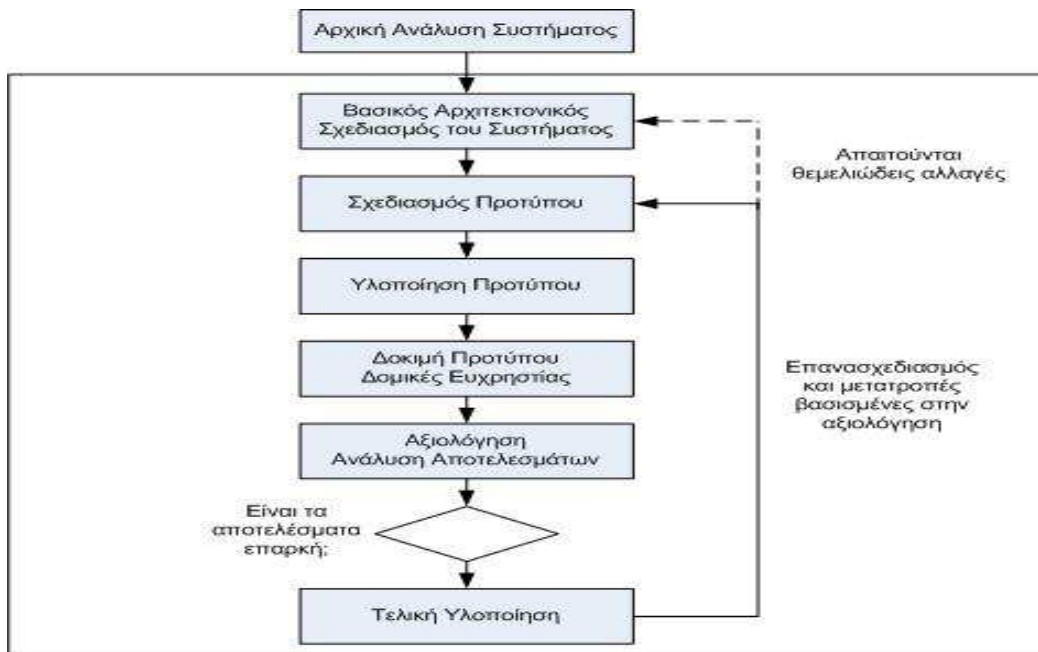 Αρχική Ανάλυση Συστήματος
Βασικός Αρχιτεκτονικός
Σχεδιασμός του Συστήματος
Απαιτούνται
θεμελιώδεις αλλαγές
Σχεδιασμός Προτύπου
Υλοποίηση Προτύπου
Δοκιμή Προτύπου
Δομικές Ευχρηστίας
Επανασχεδιασμός
και μετατροπές
βασισμένες στην
αξιολόγηση
Αξιολόγηση
Ανάλυση Αποτελεσμάτων
Είναι τα
αποτελέσματα
επαρκή;
Τελική Υλοποίηση